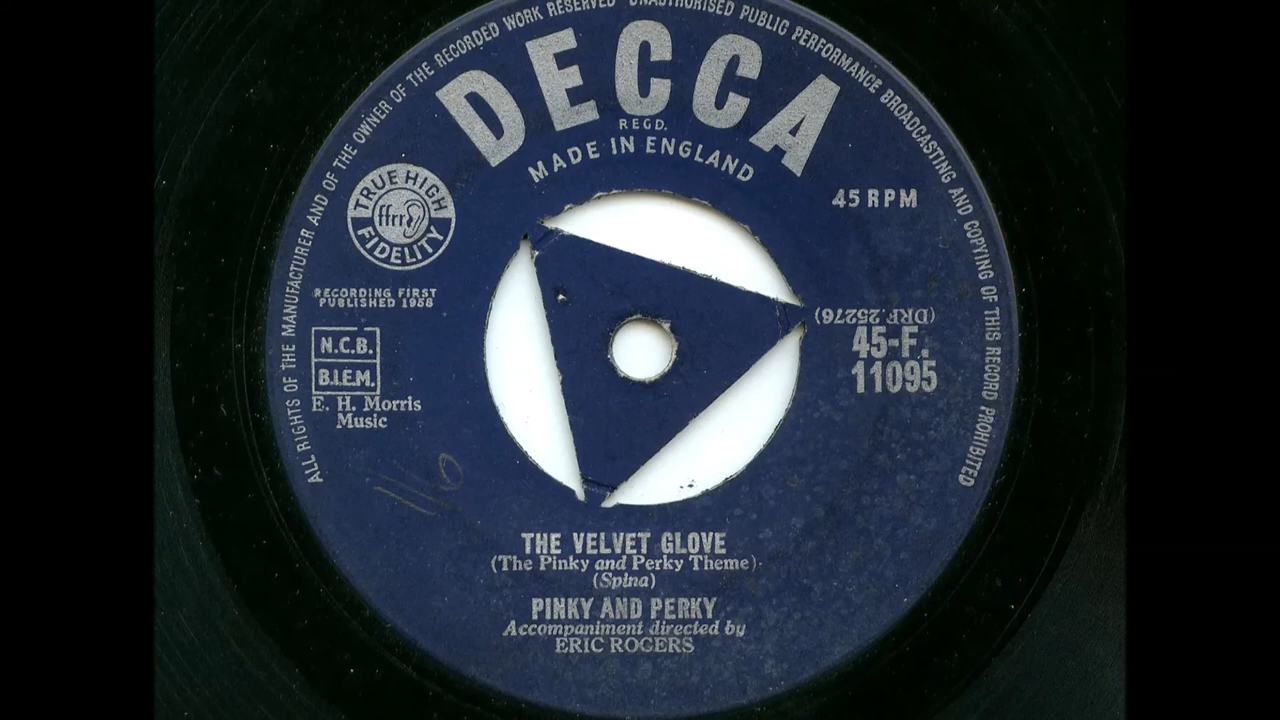 ALL RIGHTS OF THE MANUFACTURER AND OF THE OWNER OF THE RECORDED WORK RESERVED UNAUTHORISED PUBLIC PERFORMANCE BROADCASTING AND COPYING OF THIS RECORD PROHIBITED
DECCA
REGD.
MADE IN ENGLAND
TRUE HIGH
ffrr
FIDELITY
45 RPM
RECORDING FIRST
PUBLISHED 1958
(DRF. 25276)
N.C.B.
B.I.E.M.
45-F.
11095
E. H. Morris
Music
116
THE VELVET GLOVE
(The Pinky and Perky Theme)
(Spina)
PINKY AND PERKY
Accompaniment directed by
ERIC ROGERS